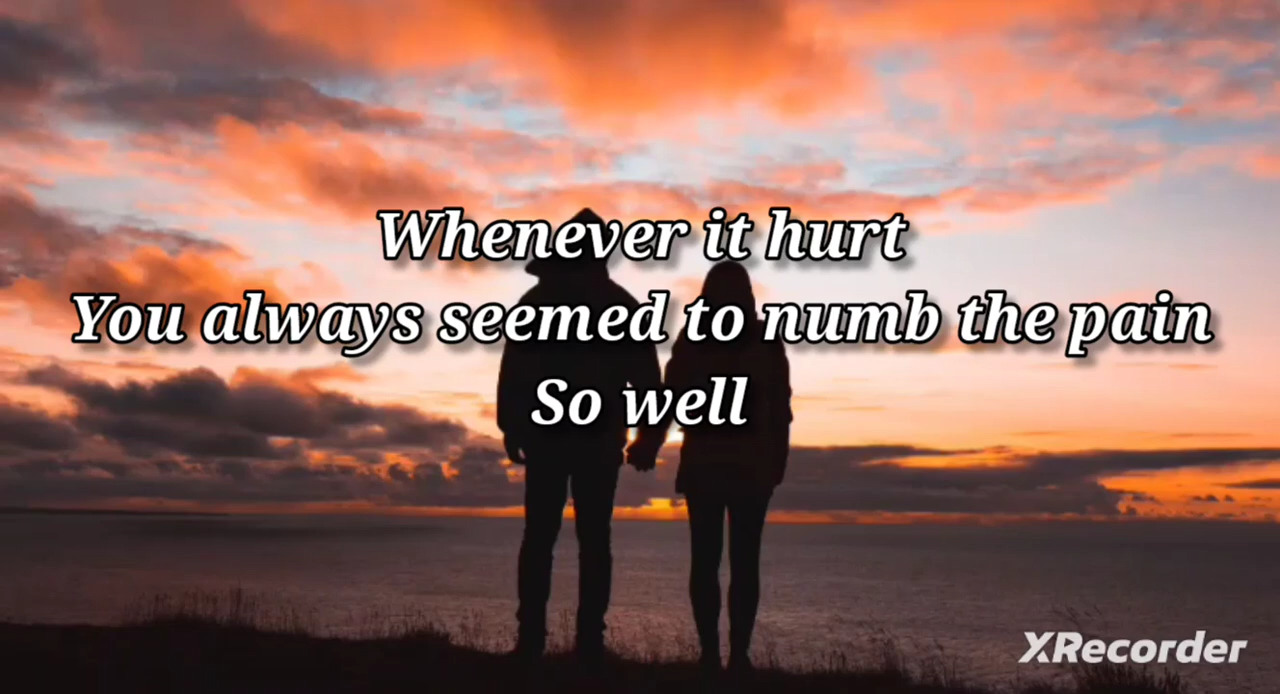 Whenever it hurt
You always seemed to numb the pain
So well
XRecorder